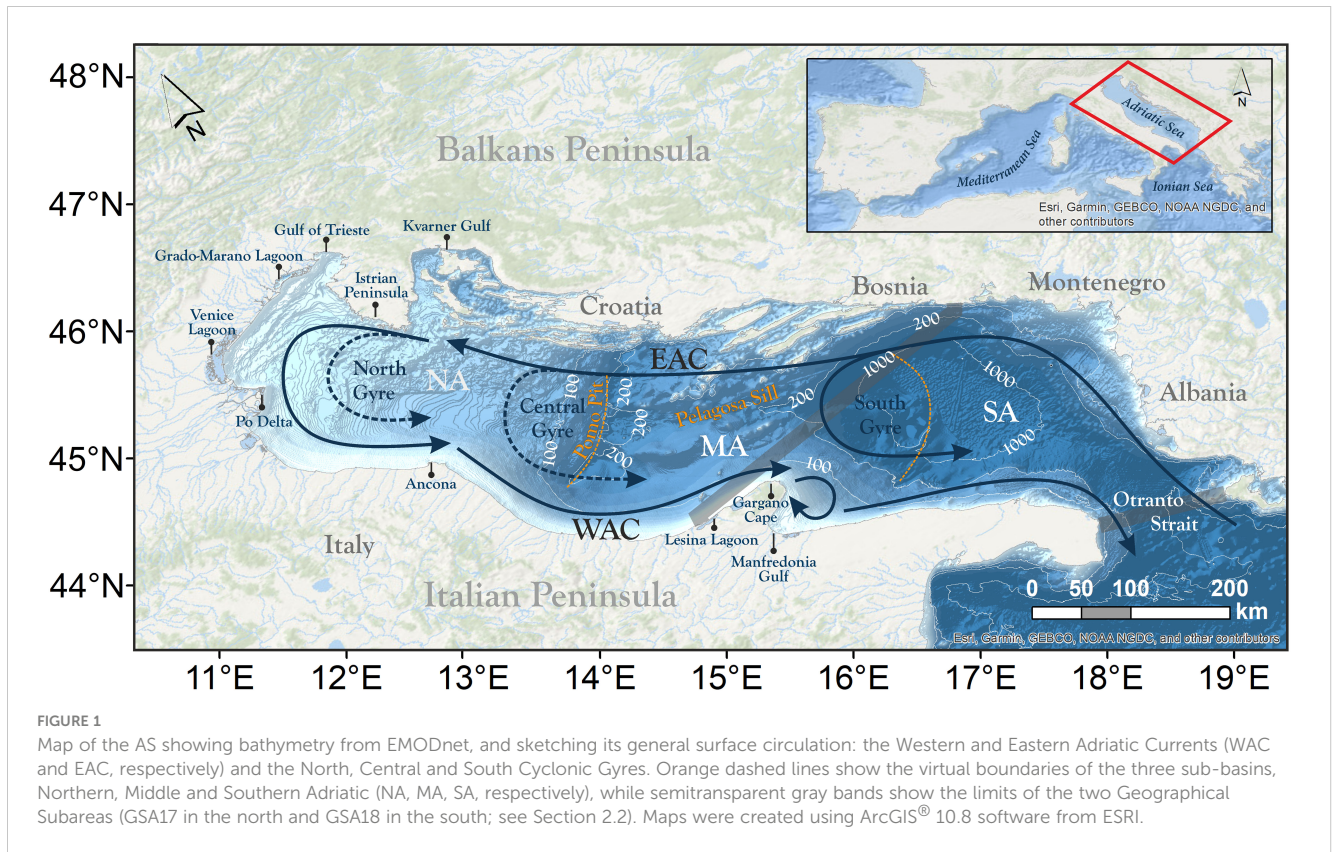 48°N
47°N
46°N
45°N
44°N
N
Balkans Peninsula
Adriatic Sea
N
Mediterranean Sea
Ionian Sea
Esri, Garmin, GEBCO, NOAA NGDC, and
other contributors
Gulf of Trieste
Kvarner Gulf
Grado-Marano Lagoon
Istrian
Peninsula
Venice
Lagoon
Croatia
Bosnia
Montenegro
Albania
200
EAC
1000
1000
North
Gyre
NA
Central
Gyre
100
100
Pomo Pit
200
200
200
Pelagosa Sill
200
MA
South
Gyre
SA
1000
Po Delta
Ancona
100
Gargano
Cape
WAC
Lesina Lagoon
Manfredonia
Gulf
Otranto
Strait
Italy
Italian Peninsula
0 50 100 200
km
Esri, Garmin, GEBCO, NOAA NGDC, and other contributors
11°E 12°E 13°E 14°E 15°E 16°E 17°E 18°E 19°E
FIGURE 1
Map of the AS showing bathymetry from EMODnet, and sketching its general surface circulation: the Western and Eastern Adriatic Currents (WAC
and EAC, respectively) and the North, Central and South Cyclonic Gyres. Orange dashed lines show the virtual boundaries of the three sub-basins,
Northern, Middle and Southern Adriatic (NA, MA, SA, respectively), while semitransparent gray bands show the limits of the two Geographical
Subareas (GSA17 in the north and GSA18 in the south; see Section 2.2). Maps were created using ArcGIS® 10.8 software from ESRI.